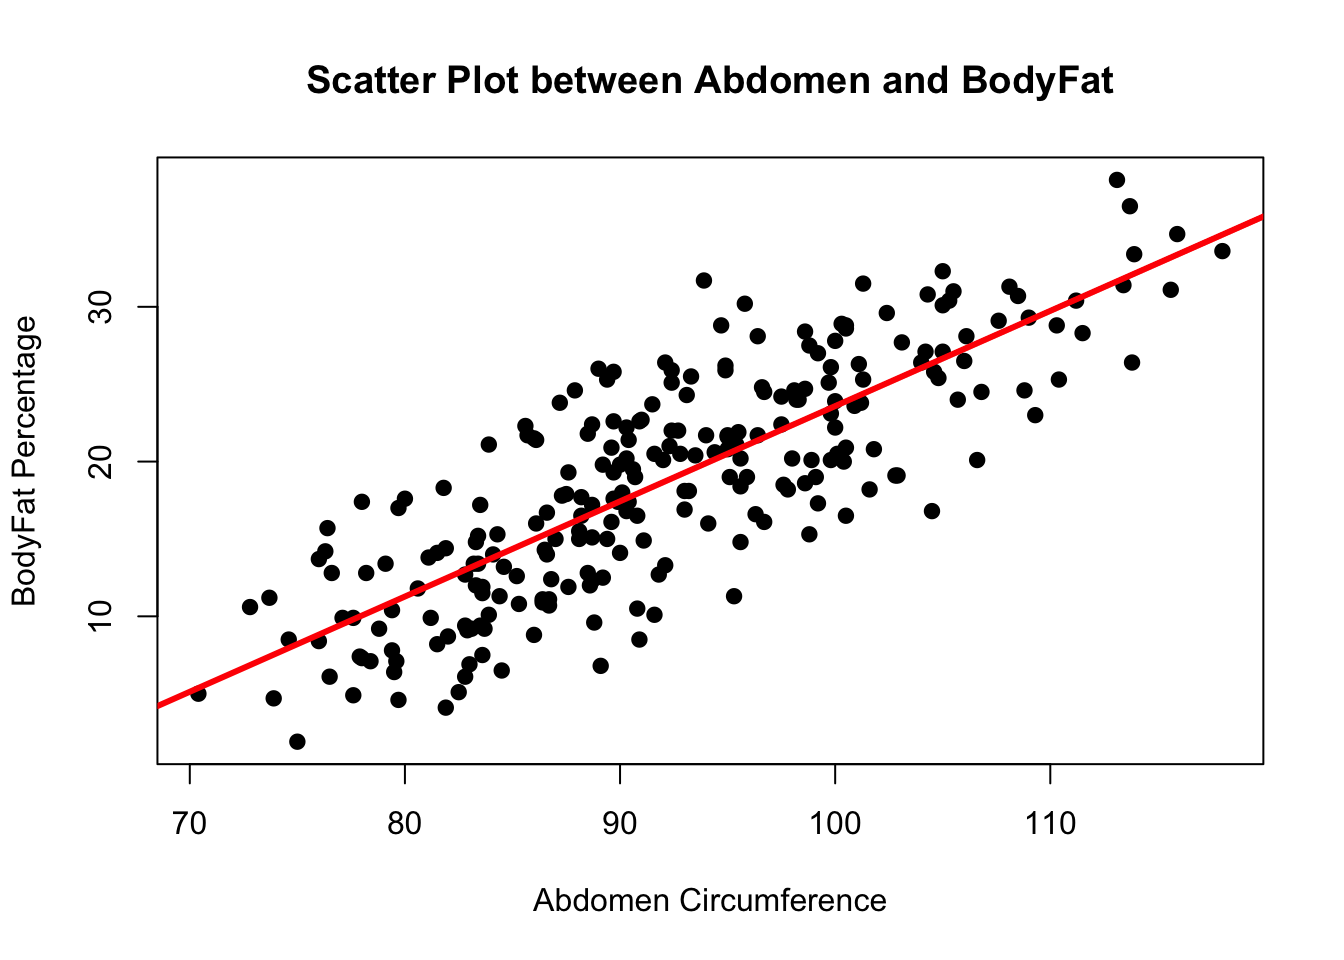 Scatter Plot between Abdomen and BodyFat
BodyFat Percentage
30
20
10
70 80 90 100 110
Abdomen Circumference